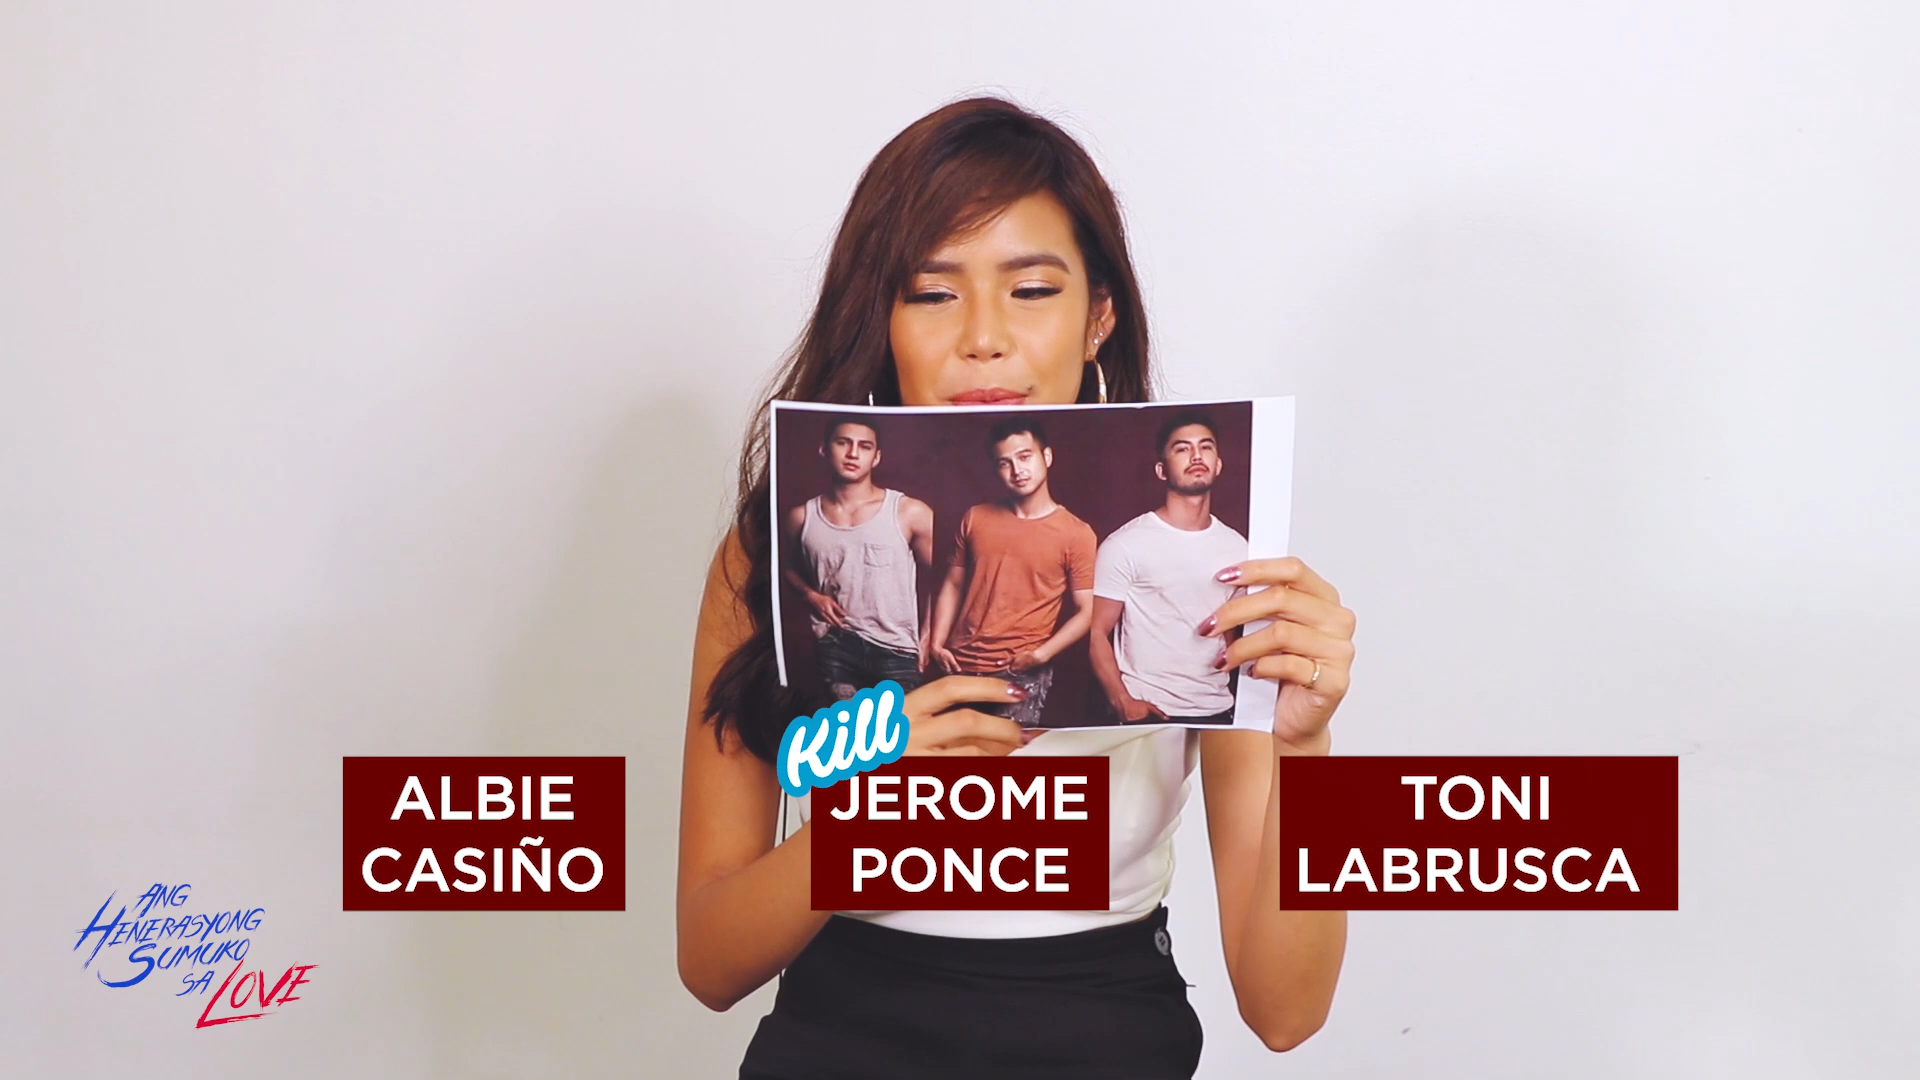 Kill
ALBIE
CASIÑO
JEROME
PONCE
TONI
LABRUSCA
ANG
HENERASYONG
SUMUKO
SA LOVE